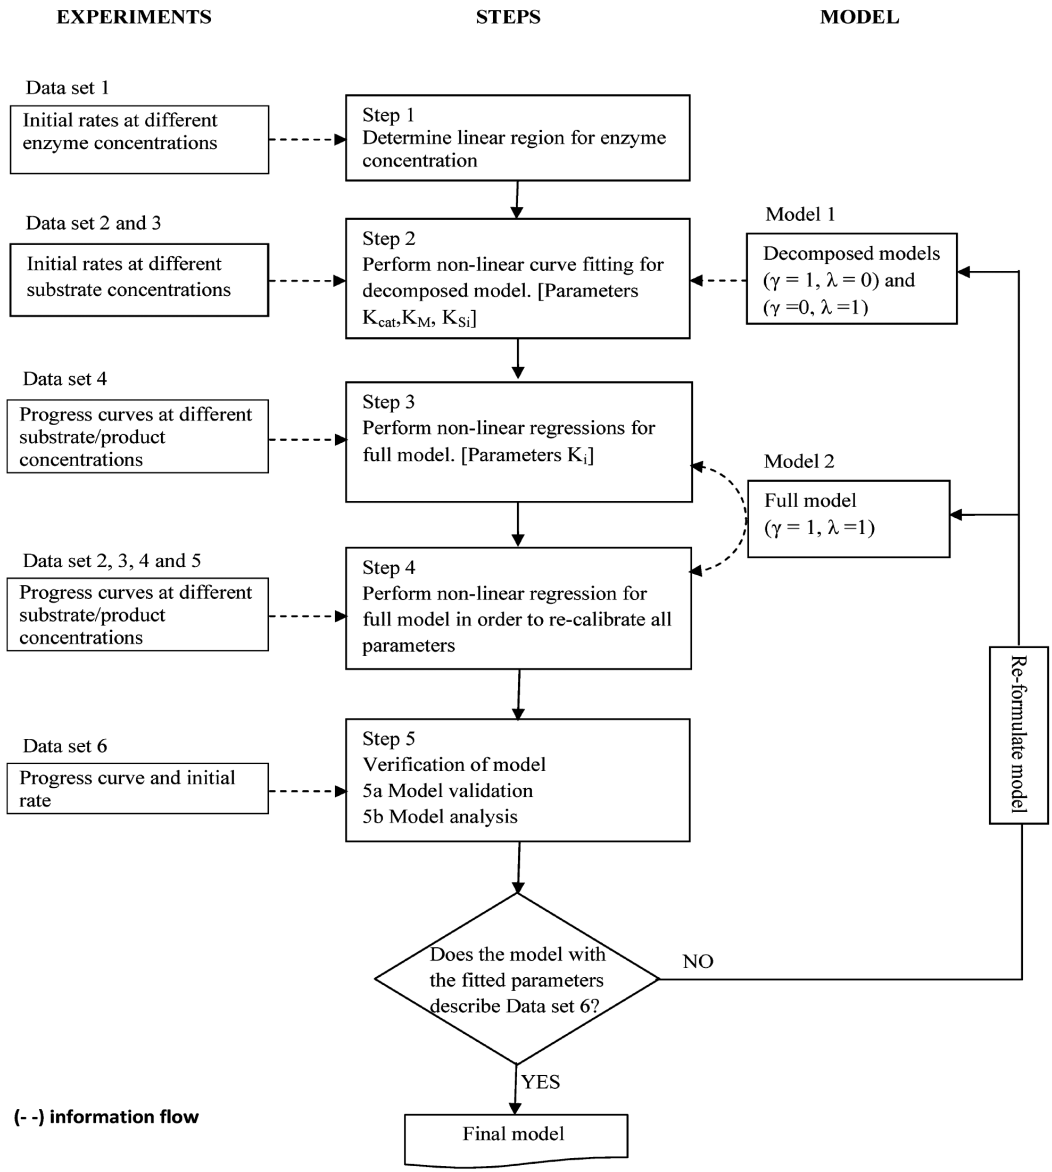 EXPERIMENTS
STEPS
MODEL
Data set 1
Initial rates at different
enzyme concentrations
Step 1
Determine linear region for enzyme
concentration
Data set 2 and 3
Initial rates at different
substrate concentrations
Step 2
Perform non-linear curve fitting for
decomposed model. [Parameters
Kcat,KM, KSi]
Model 1
Decomposed models
(γ = 1, λ = 0) and
(γ =0, λ =1)
Data set 4
Progress curves at different
substrate/product
concentrations
Step 3
Perform non-linear regressions for
full model. [Parameters Ki]
Model 2
Full model
(γ = 1, λ =1)
Data set 2, 3, 4 and 5
Progress curves at different
substrate/product
concentrations
Step 4
Perform non-linear regression for
full model in order to re-calibrate all
parameters
Re-formulate model
Data set 6
Progress curve and initial
rate
Step 5
Verification of model
5a Model validation
5b Model analysis
Does the model with
the fitted parameters
describe Data set 6?
NO
YES
(- -) information flow
Final model